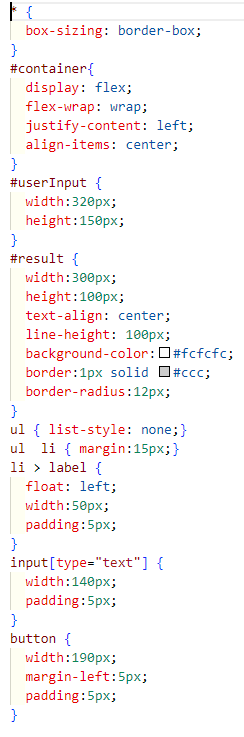 * {
  box-sizing: border-box;
}
#container{
  display: flex;
  flex-wrap: wrap;
  justify-content: left;
  align-items: center;
}
#userInput {
  width:320px;
  height:150px;
}
#result {
  width:300px;
  height:100px;
  text-align: center;
  line-height: 100px;
  background-color: #fcfcfc;
  border:1px solid #ccc;
  border-radius:12px;
}
ul { list-style: none;}
ul  li { margin:15px;}
li > label {
  float: left;
  width:50px;
  padding:5px;
}
input[type="text"] {
  width:140px;
  padding:5px;
}
button {
  width:190px;
  margin-left:5px;
  padding:5px;
}